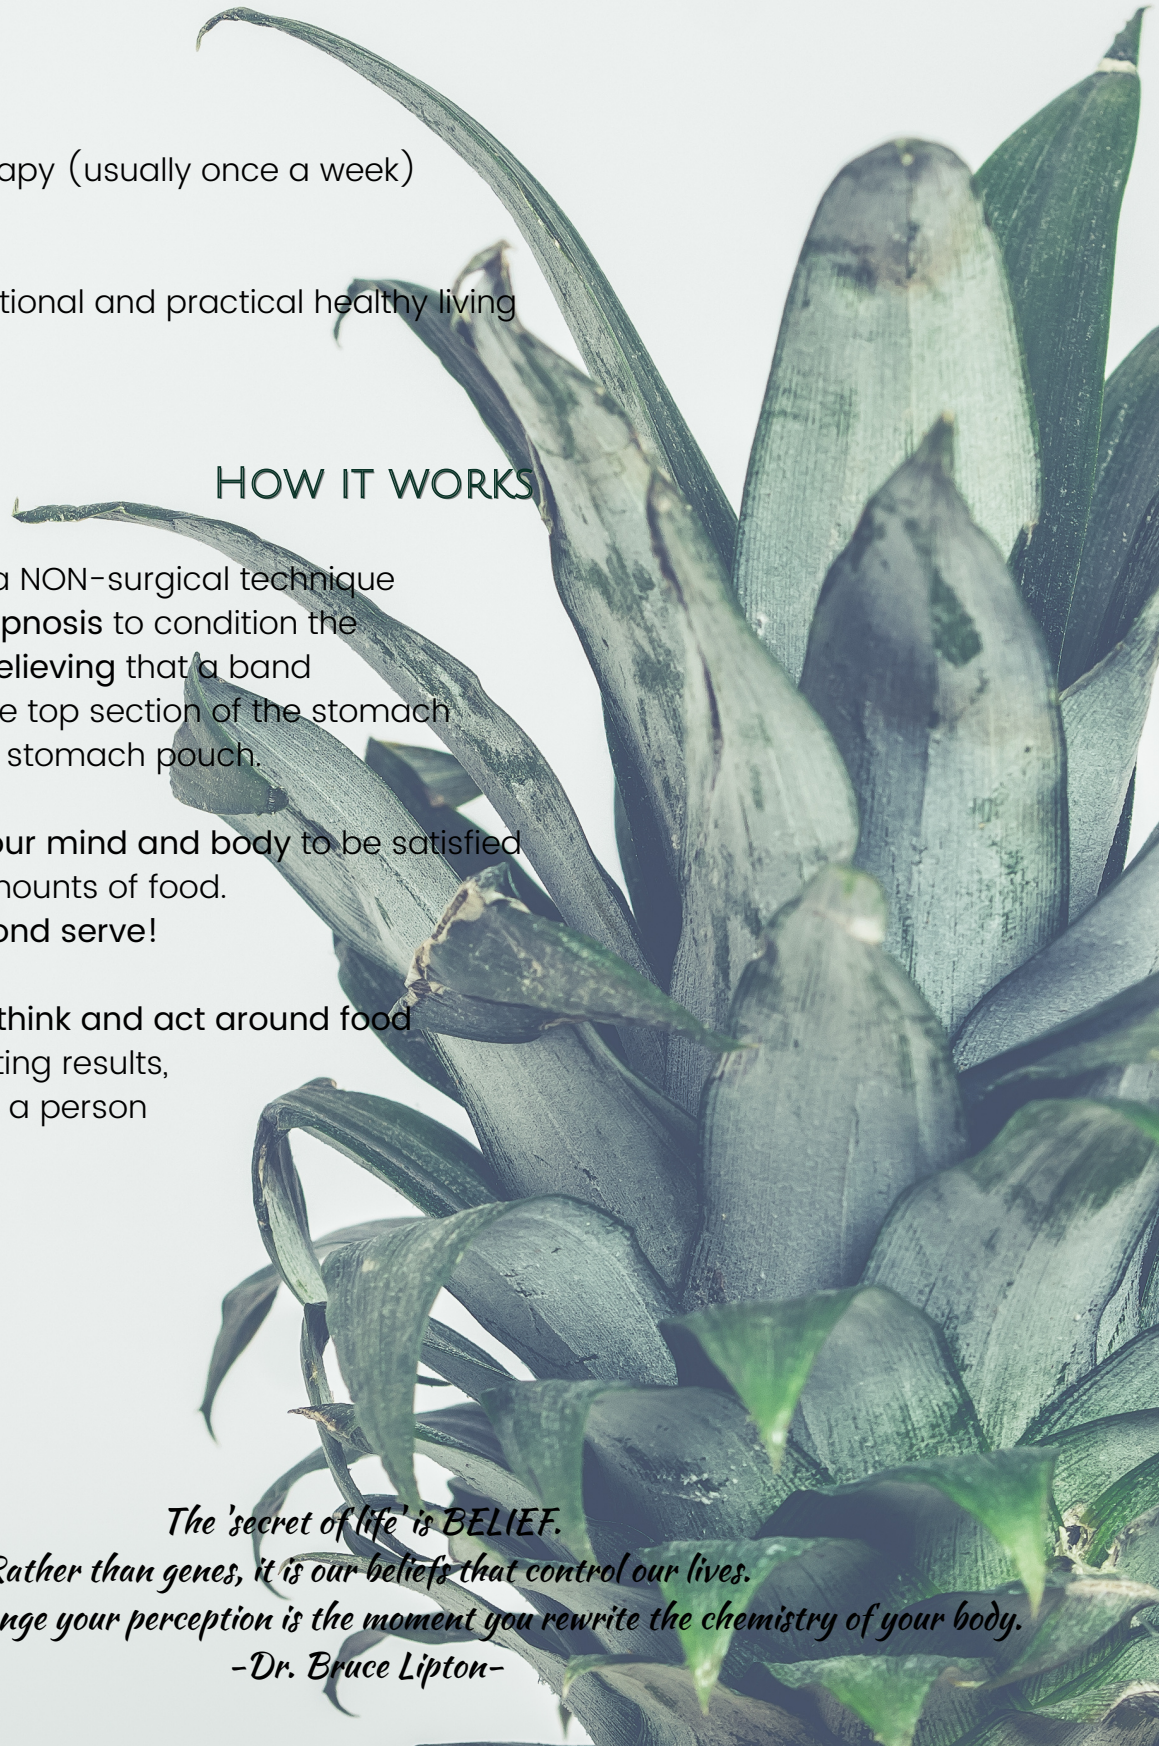 apy (usually once a week)
tional and practical healthy living
How it works
a NON-surgical technique
pnosis to condition the
elieving that a band
e top section of the stomach
stomach pouch.
our mind and body to be satisfied
nounts of food.
ond serve!
think and act around food
ting results,
a person
The 'secret of life' is BELIEF.
Rather than genes, it is our beliefs that control our lives.
nge your perception is the moment you rewrite the chemistry of your body.
-Dr. Bruce Lipton-